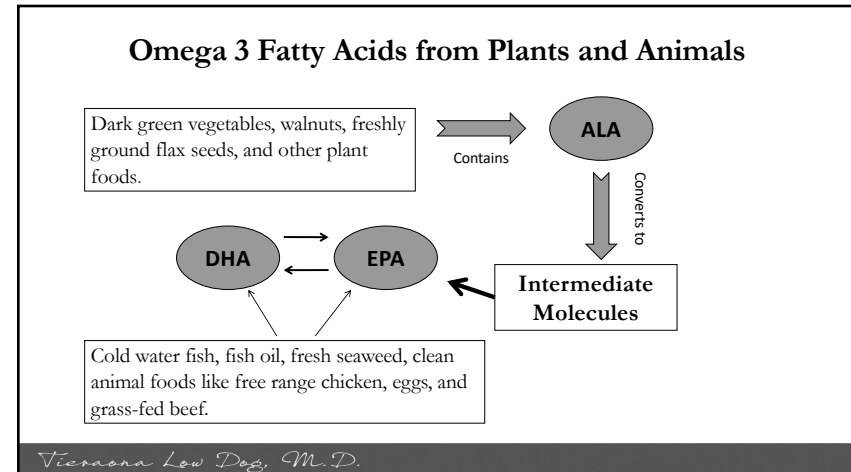 Omega 3 Fatty Acids from Plants and Animals
Dark green vegetables, walnuts, freshly
ground flax seeds, and other plant
foods.
Contains
ALA
Converts to
Intermediate
Molecules
EPA
DHA
Cold water fish, fish oil, fresh seaweed, clean
animal foods like free range chicken, eggs, and
grass-fed beef.
Tieraona Low Dog, M.D.